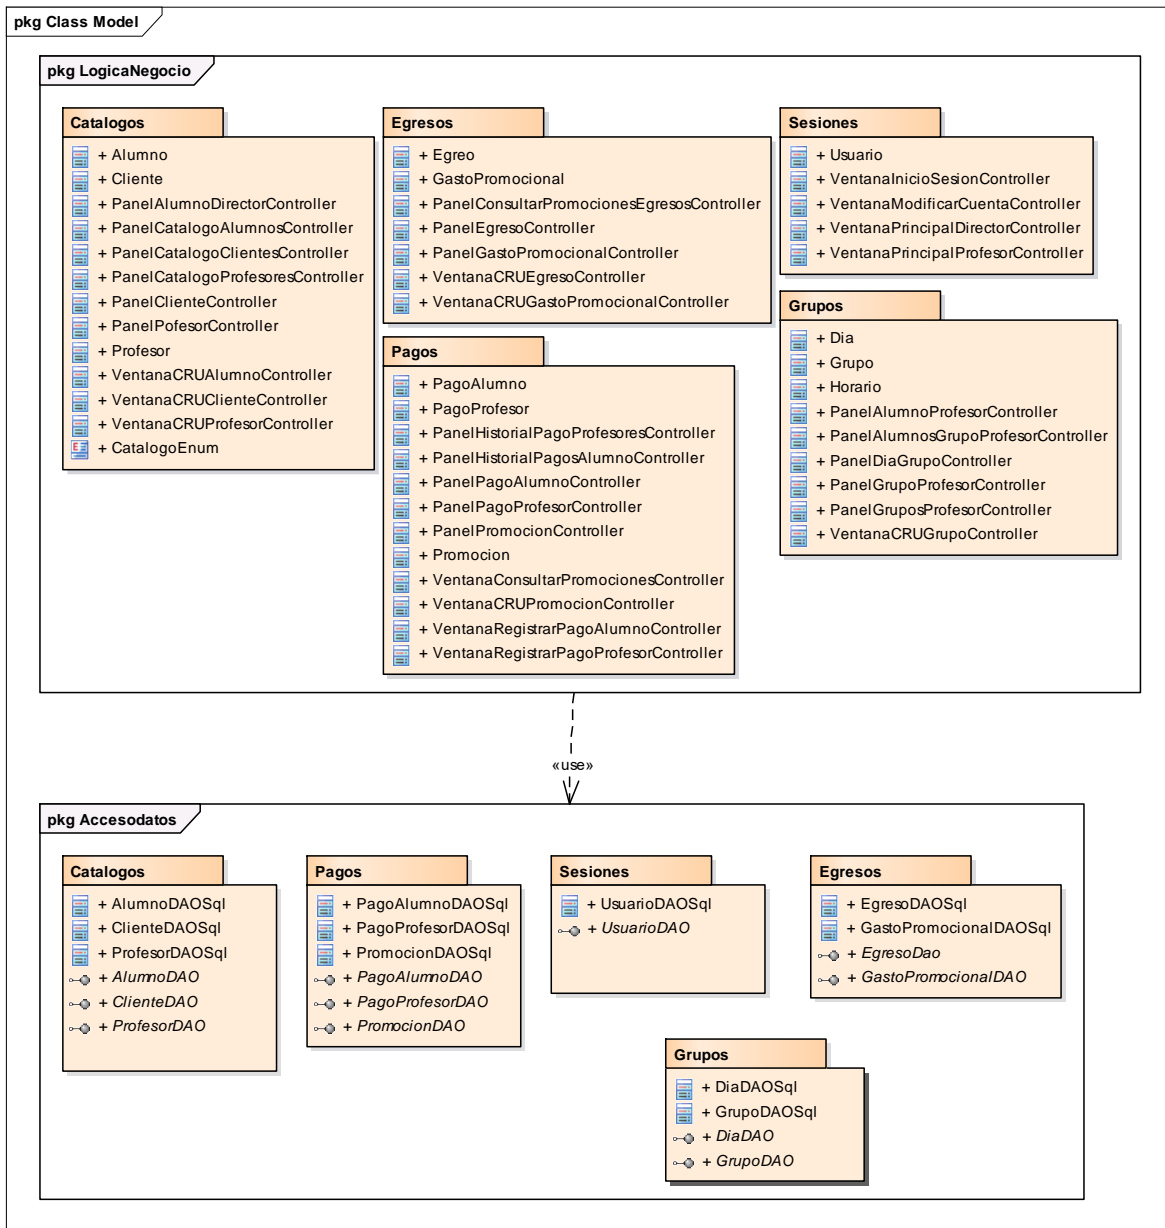 pkg Class Model
pkg LogicaNegocio
Catalogos
+ Alumno
+ Cliente
+ PanelAlumnoDirectorController
+ PanelCatalogoAlumnosController
+ PanelCatalogoClientesController
+ PanelCatalogoProfesoresController
+ PanelClienteController
+ PanelPofesorController
+ Profesor
+ VentanaCRUAlumnoController
+ VentanaCRUClienteController
+ VentanaCRUProfesorController
+ CatalogoEnum
Egresos
+ Egreo
+ GastoPromocional
+ PanelConsultarPromocionesEgresosController
+ PanelEgresoController
+ PanelGastoPromocionalController
+ VentanaCRUEgresoController
+ VentanaCRUGastoPromocionalController
Pagos
+ PagoAlumno
+ PagoProfesor
+ PanelHistorialPagoProfesoresController
+ PanelHistorialPagosAlumnoController
+ PanelPagoAlumnoController
+ PanelPagoProfesorController
+ PanelPromocionController
+ Promocion
+ VentanaConsultarPromocionesController
+ VentanaCRUPromocionController
+ VentanaRegistrarPagoAlumnoController
+ VentanaRegistrarPagoProfesorController
Sesiones
+ Usuario
+ VentanaInicioSesionController
+ VentanaModificarCuentaController
+ VentanaPrincipalDirectorController
+ VentanaPrincipalProfesorController
Grupos
+ Dia
+ Grupo
+ Horario
+ PanelAlumnoProfesorController
+ PanelAlumnosGrupoProfesorController
+ PanelDiaGrupoController
+ PanelGrupoProfesorController
+ PanelGruposProfesorController
+ VentanaCRUGrupoController
«use»
pkg Accesodatos
Catalogos
+ AlumnoDAOSql
+ ClienteDAOSql
+ ProfesorDAOSql
+ AlumnoDAO
+ ClienteDAO
+ ProfesorDAO
Pagos
+ PagoAlumnoDAOSql
+ PagoProfesorDAOSql
+ PromocionDAOSql
+ PagoAlumnoDAO
+ PagoProfesorDAO
+ PromocionDAO
Sesiones
+ UsuarioDAOSql
+ UsuarioDAO
Egresos
+ EgresoDAOSql
+ GastoPromocionalDAOSql
+ EgresoDao
+ GastoPromocionalDAO
Grupos
+ DiaDAOSql
+ GrupoDAOSql
+ DiaDAO
+ GrupoDAO